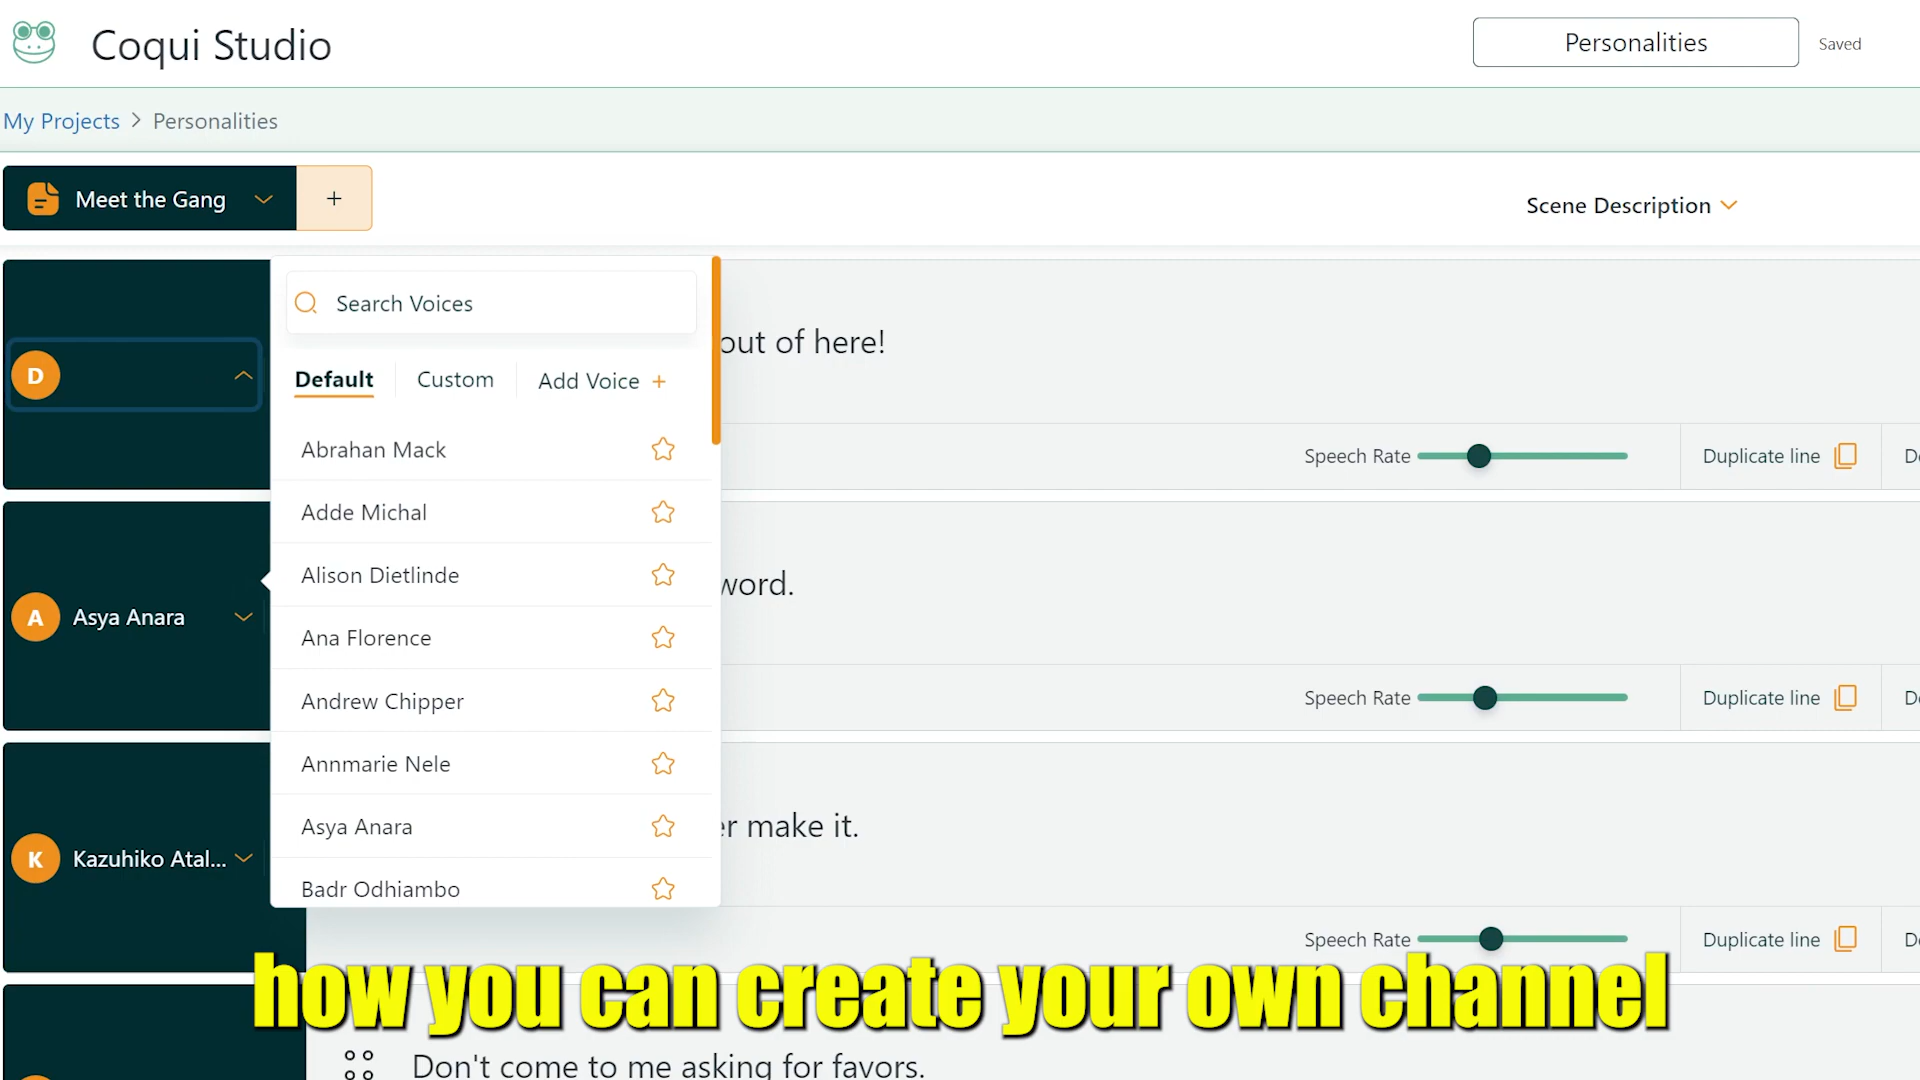 Coqui Studio
Personalities
Saved
My Projects > Personalities
Meet the Gang
+
Scene Description
Search Voices
out of here!
D
Default
Custom
Add Voice +
Abrahan Mack
Speech Rate
Duplicate line
Adde Michal
Alison Dietlinde
word.
A
Asya Anara
Ana Florence
Andrew Chipper
Speech Rate
Duplicate line
Annmarie Nele
Asya Anara
er make it.
K
Kazuhiko Atal...
Badr Odhiambo
Speech Rate
Duplicate line
how you can create your own channel
Don't come to me asking for favors.